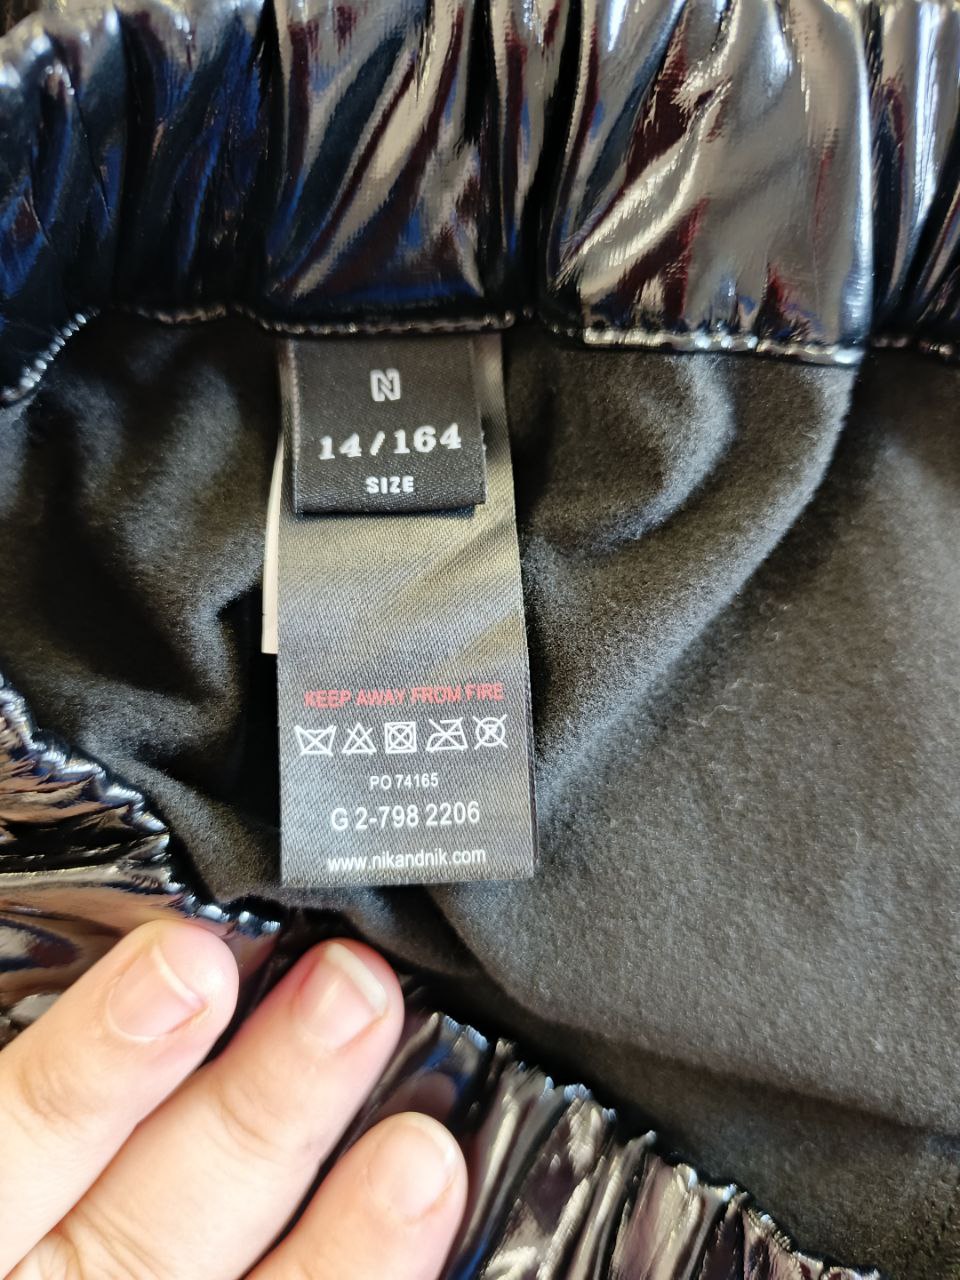 N
14/164
SIZE
KEEP AWAY FROM FIRE
PO 74165
G 2-798 2206
www.nikandnik.com